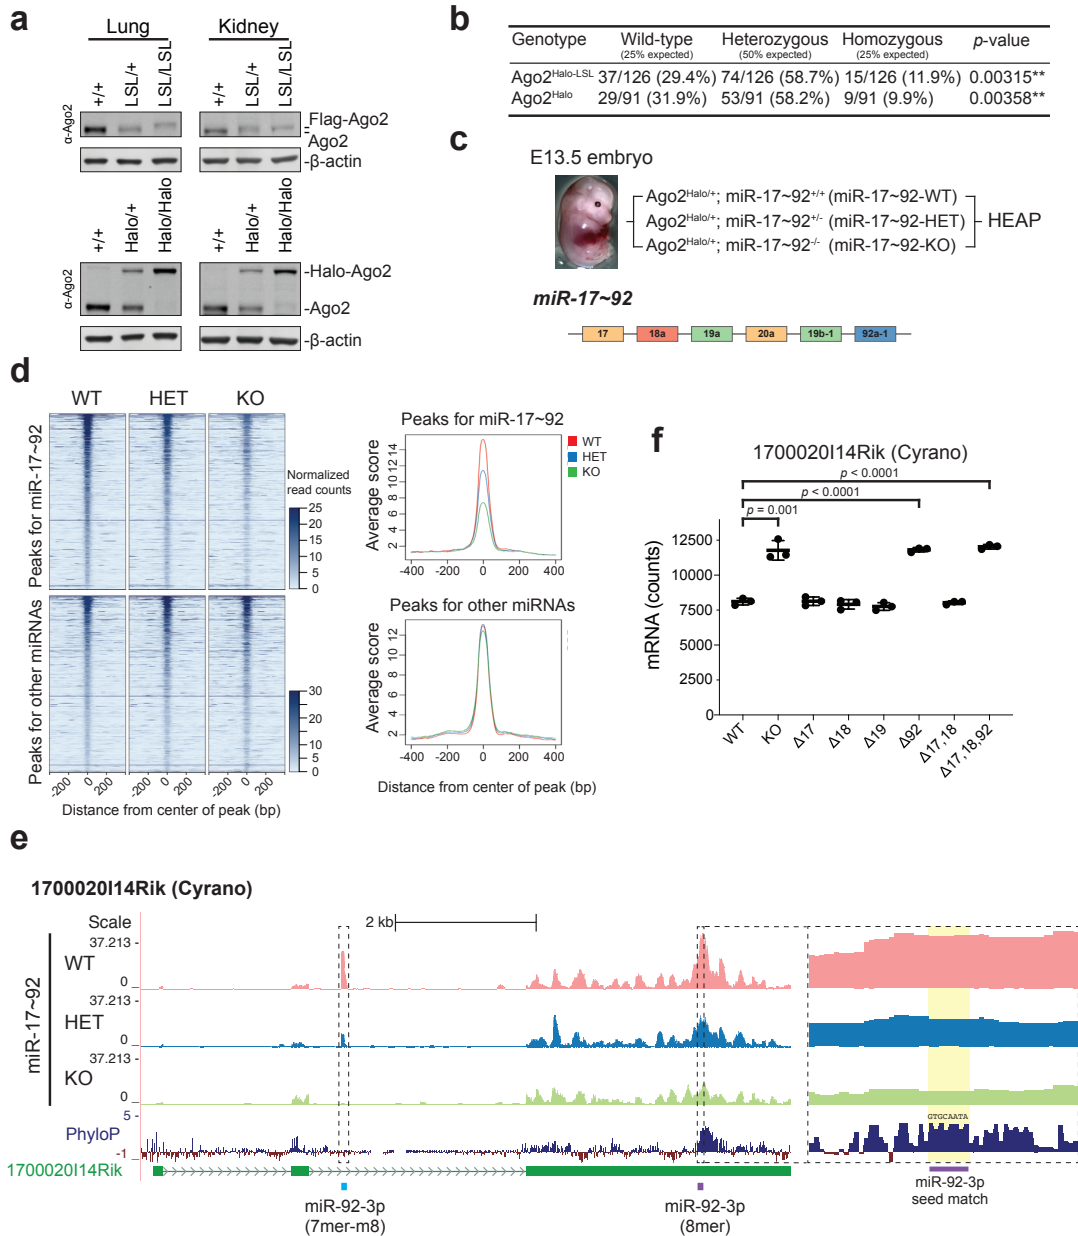 a
Lung Kidney
+/+ LSL/+ LSL/LSL +/+ LSL/+ LSL/LSL
α-Ago2
Flag-Ago2
Ago2
-β-actin
+/+ Halo/+ Halo/Halo +/+ Halo/+ Halo/Halo
α-Ago2
-Halo-Ago2
-Ago2
-β-actin
b
Genotype Wild-type Heterozygous Homozygous p-value
(25% expected) (50% expected) (25% expected)
Ago2Halo-LSL 37/126 (29.4%) 74/126 (58.7%) 15/126 (11.9%) 0.00315**
Ago2Halo 29/91 (31.9%) 53/91 (58.2%) 9/91 (9.9%) 0.00358**
c
E13.5 embryo
Ago2Halo/+; miR-17~92+/+ (miR-17~92-WT)
Ago2Halo/+; miR-17~92+/- (miR-17~92-HET)
Ago2Halo/+; miR-17~92-/- (miR-17~92-KO)
HEAP
miR-17~92
17 18a 19a 20a 19b-1 92a-1
d
WT HET KO
Peaks for miR-17~92
Peaks for other miRNAs
Normalized
read counts
25
20
15
10
5
0
30
25
20
15
10
5
0
-200 0 200 -200 0 200 -200 0 200
Distance from center of peak (bp)
Peaks for miR-17~92
WT
HET
KO
Average score
2 4 6 8 10 12 14
-400 -200 0 200 400
Peaks for other miRNAs
Average score
2 4 6 8 10 12
-400 -200 0 200 400
Distance from center of peak (bp)
f
1700020I14Rik (Cyrano)
p < 0.0001
p < 0.0001
p = 0.001
mRNA (counts)
12500
10000
7500
5000
2500
0
WT KO Δ17 Δ18 Δ19 Δ92 Δ17,18 Δ17,18,92
e
1700020I14Rik (Cyrano)
Scale 2 kb
miR-17~92
37.213 -
WT
0 _
37.213 -
HET
0 _
37.213 -
KO
0 _
5 _
PhyloP
-1 _
GTGCAATA
1700020I14Rik
miR-92-3p
(7mer-m8)
miR-92-3p
(8mer)
miR-92-3p
seed match